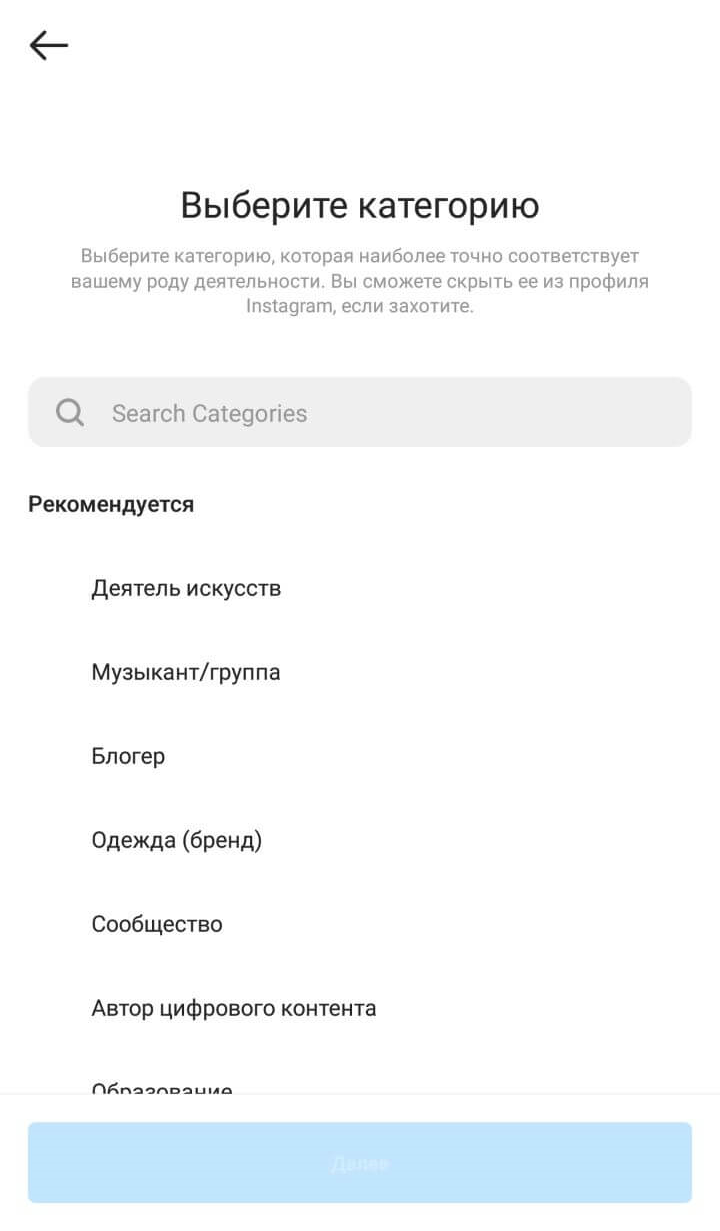 Выберите категорию
Выберите категорию, которая наиболее точно соответствует
вашему роду деятельности. Вы сможете скрыть ее из профиля
Instagram, если захотите.
Search Categories
Рекомендуется
Деятель искусств
Музыкант/группа
Блогер
Одежда (бренд)
Сообщество
Автор цифрового контента
Образование
Далее